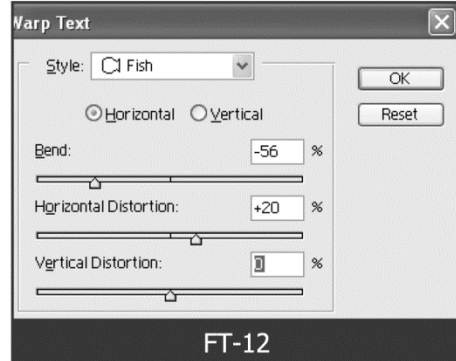 Warp Text
Style: Fish
OK
Horizontal Vertical
Reset
Bend: -56 %
Horizontal Distortion: +20 %
Vertical Distortion: 0 %
FT-12